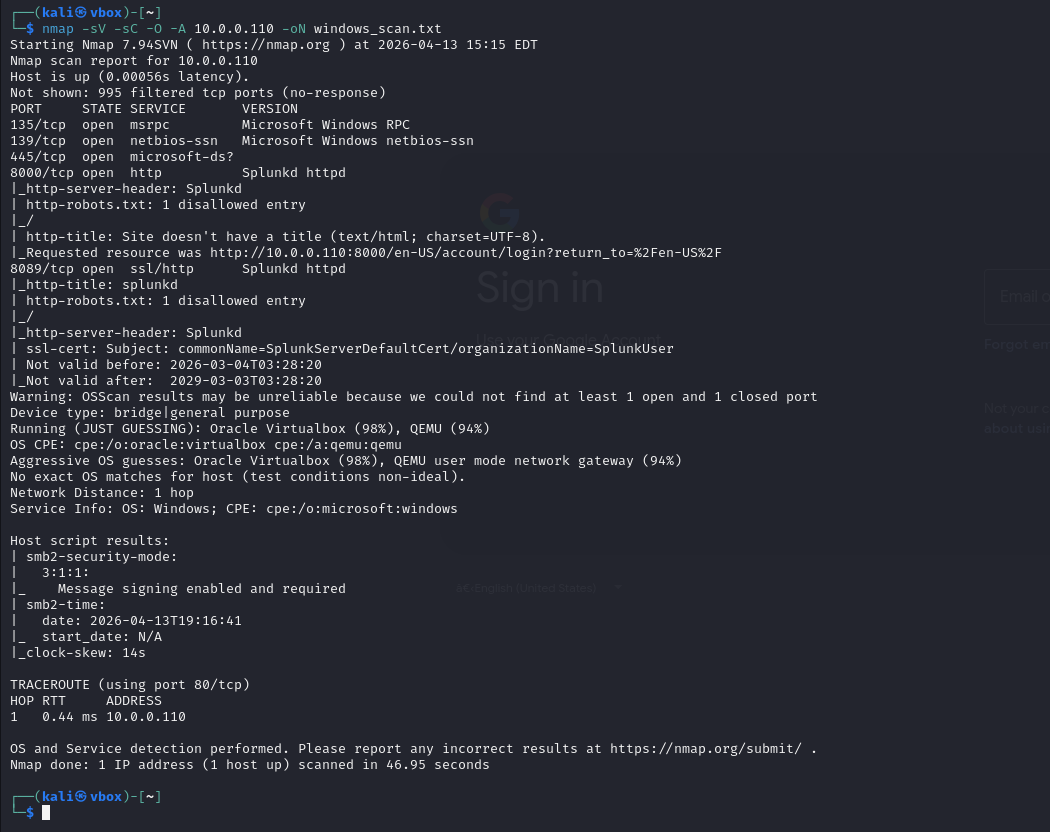 ┌──(kali㉿vbox)-[~]
└─$ nmap -sV -sC -O -A 10.0.0.110 -oN windows_scan.txt
Starting Nmap 7.94SVN ( https://nmap.org ) at 2026-04-13 15:15 EDT
Nmap scan report for 10.0.0.110
Host is up (0.00056s latency).
Not shown: 995 filtered tcp ports (no-response)
PORT     STATE SERVICE       VERSION
135/tcp  open  msrpc         Microsoft Windows RPC
139/tcp  open  netbios-ssn   Microsoft Windows netbios-ssn
445/tcp  open  microsoft-ds?
8000/tcp open  http          Splunkd httpd
|_http-server-header: Splunkd
| http-robots.txt: 1 disallowed entry
|_/
| http-title: Site doesn't have a title (text/html; charset=UTF-8).
|_Requested resource was http://10.0.0.110:8000/en-US/account/login?return_to=%2Fen-US%2F
8089/tcp open  ssl/http      Splunkd httpd
|_http-title: splunkd
| http-robots.txt: 1 disallowed entry
|_/
|_http-server-header: Splunkd
| ssl-cert: Subject: commonName=SplunkServerDefaultCert/organizationName=SplunkUser
| Not valid before: 2026-03-04T03:28:20
|_Not valid after:  2029-03-03T03:28:20
Warning: OSScan results may be unreliable because we could not find at least 1 open and 1 closed port
Device type: bridge|general purpose
Running (JUST GUESSING): Oracle Virtualbox (98%), QEMU (94%)
OS CPE: cpe:/o:oracle:virtualbox cpe:/a:qemu:qemu
Aggressive OS guesses: Oracle Virtualbox (98%), QEMU user mode network gateway (94%)
No exact OS matches for host (test conditions non-ideal).
Network Distance: 1 hop
Service Info: OS: Windows; CPE: cpe:/o:microsoft:windows

Host script results:
| smb2-security-mode:
|   3:1:1:
|_    Message signing enabled and required
| smb2-time:
|   date: 2026-04-13T19:16:41
|_  start_date: N/A
|_clock-skew: 14s

TRACEROUTE (using port 80/tcp)
HOP RTT     ADDRESS
1   0.44 ms 10.0.0.110

OS and Service detection performed. Please report any incorrect results at https://nmap.org/submit/ .
Nmap done: 1 IP address (1 host up) scanned in 46.95 seconds

┌──(kali㉿vbox)-[~]
└─$
Sign in
Use your Google Account
Email o
Forgot em
Not your c
about usin
English (United States)